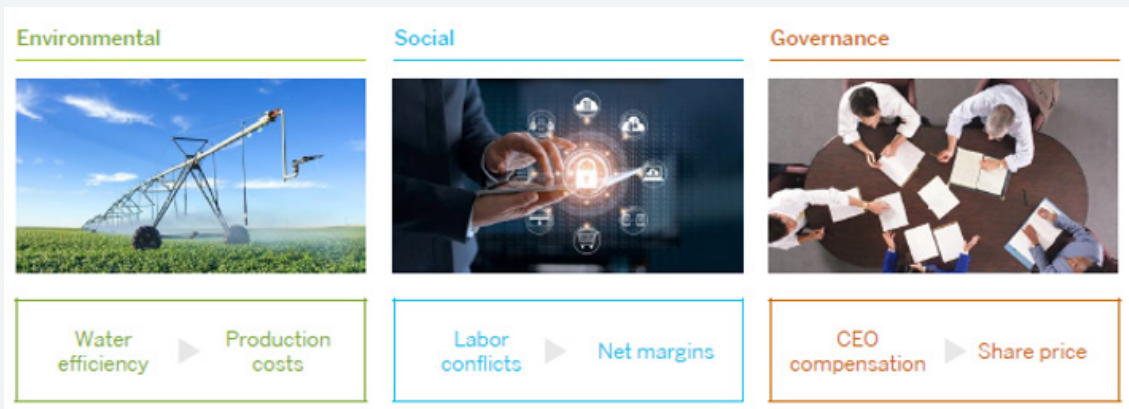 Environmental
Social
Governance
Water
efficiency
Production
costs
Labor
conflicts
Net margins
CEO
compensation
Share price